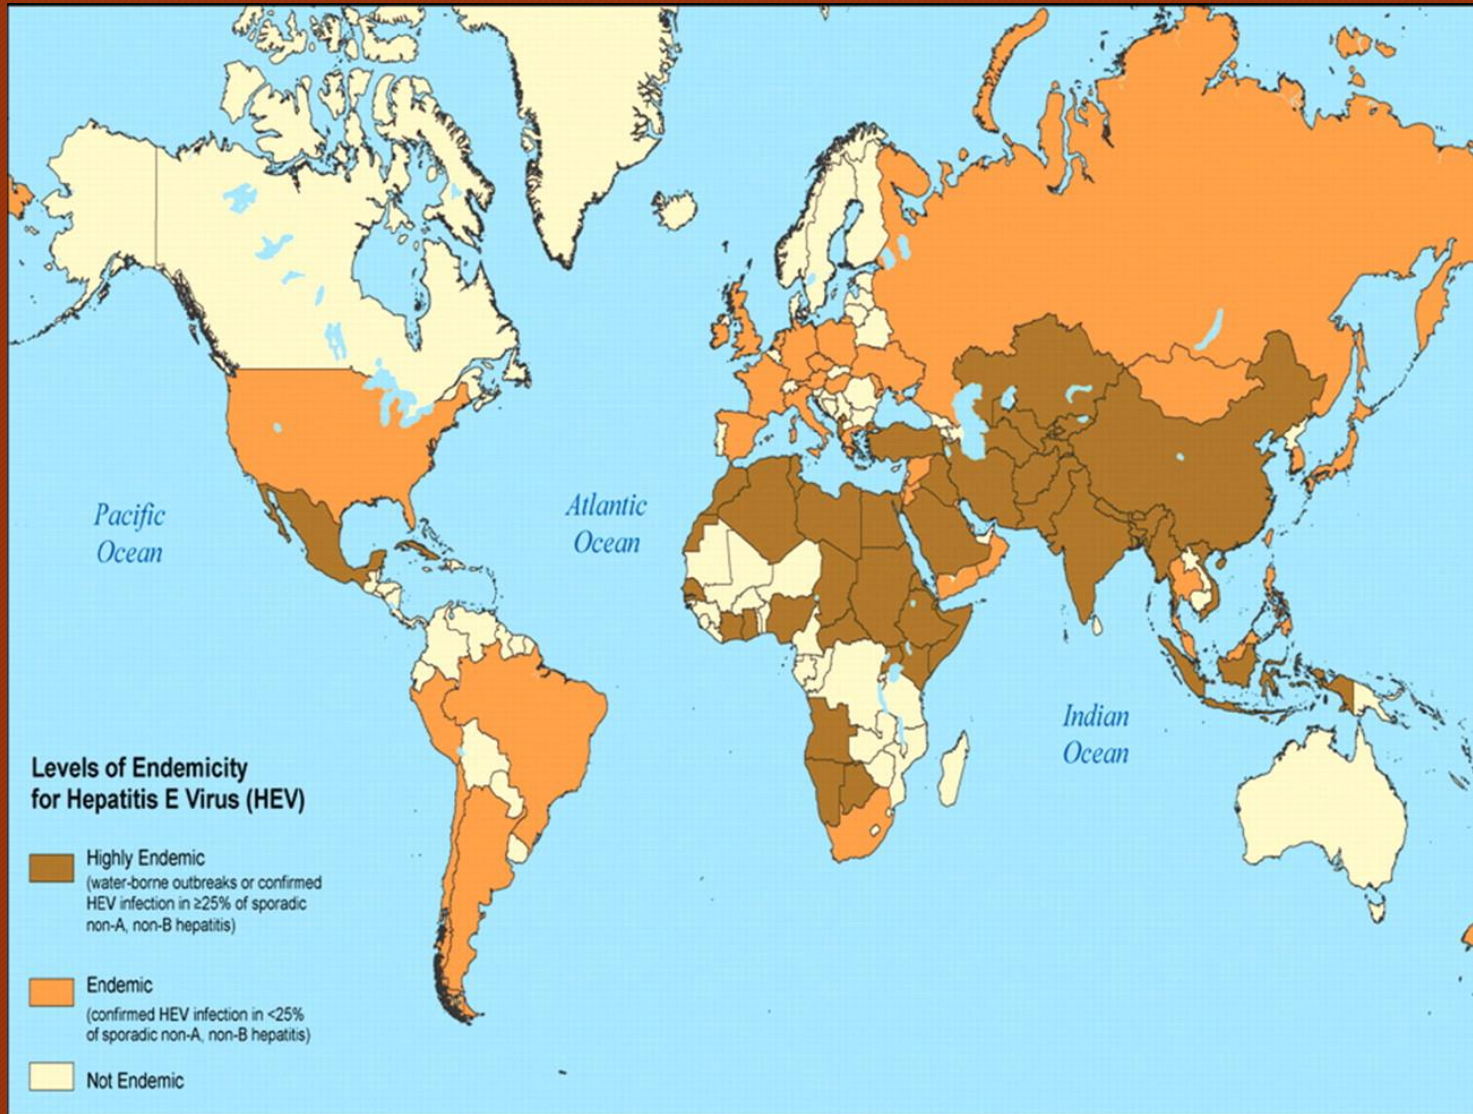 Pacific
Ocean
Atlantic
Ocean
Indian
Ocean
Levels of Endemicity
for Hepatitis E Virus (HEV)
Highly Endemic
(water-borne outbreaks or confirmed
HEV infection in ≥25% of sporadic
non-A, non-B hepatitis)
Endemic
(confirmed HEV infection in <25%
of sporadic non-A, non-B hepatitis)
Not Endemic